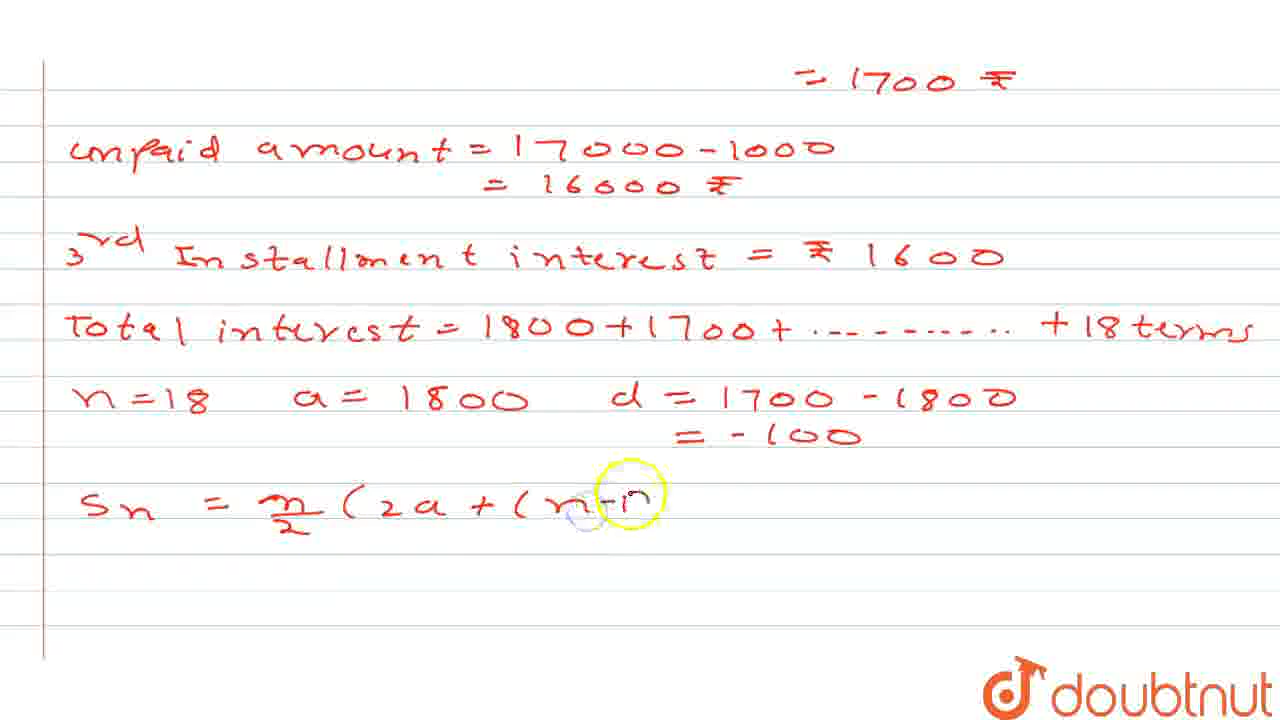 = 1700 ₹
unpaid amount = 17000 - 1000
= 16000 ₹
3rd Installment interest = ₹ 1600
Total interest = 1800 + 1700 + ............ + 18 terms
n = 18 a = 1800 d = 1700 - 1800
= - 100
Sn = n/2 (2a + (n-1
doubtnut